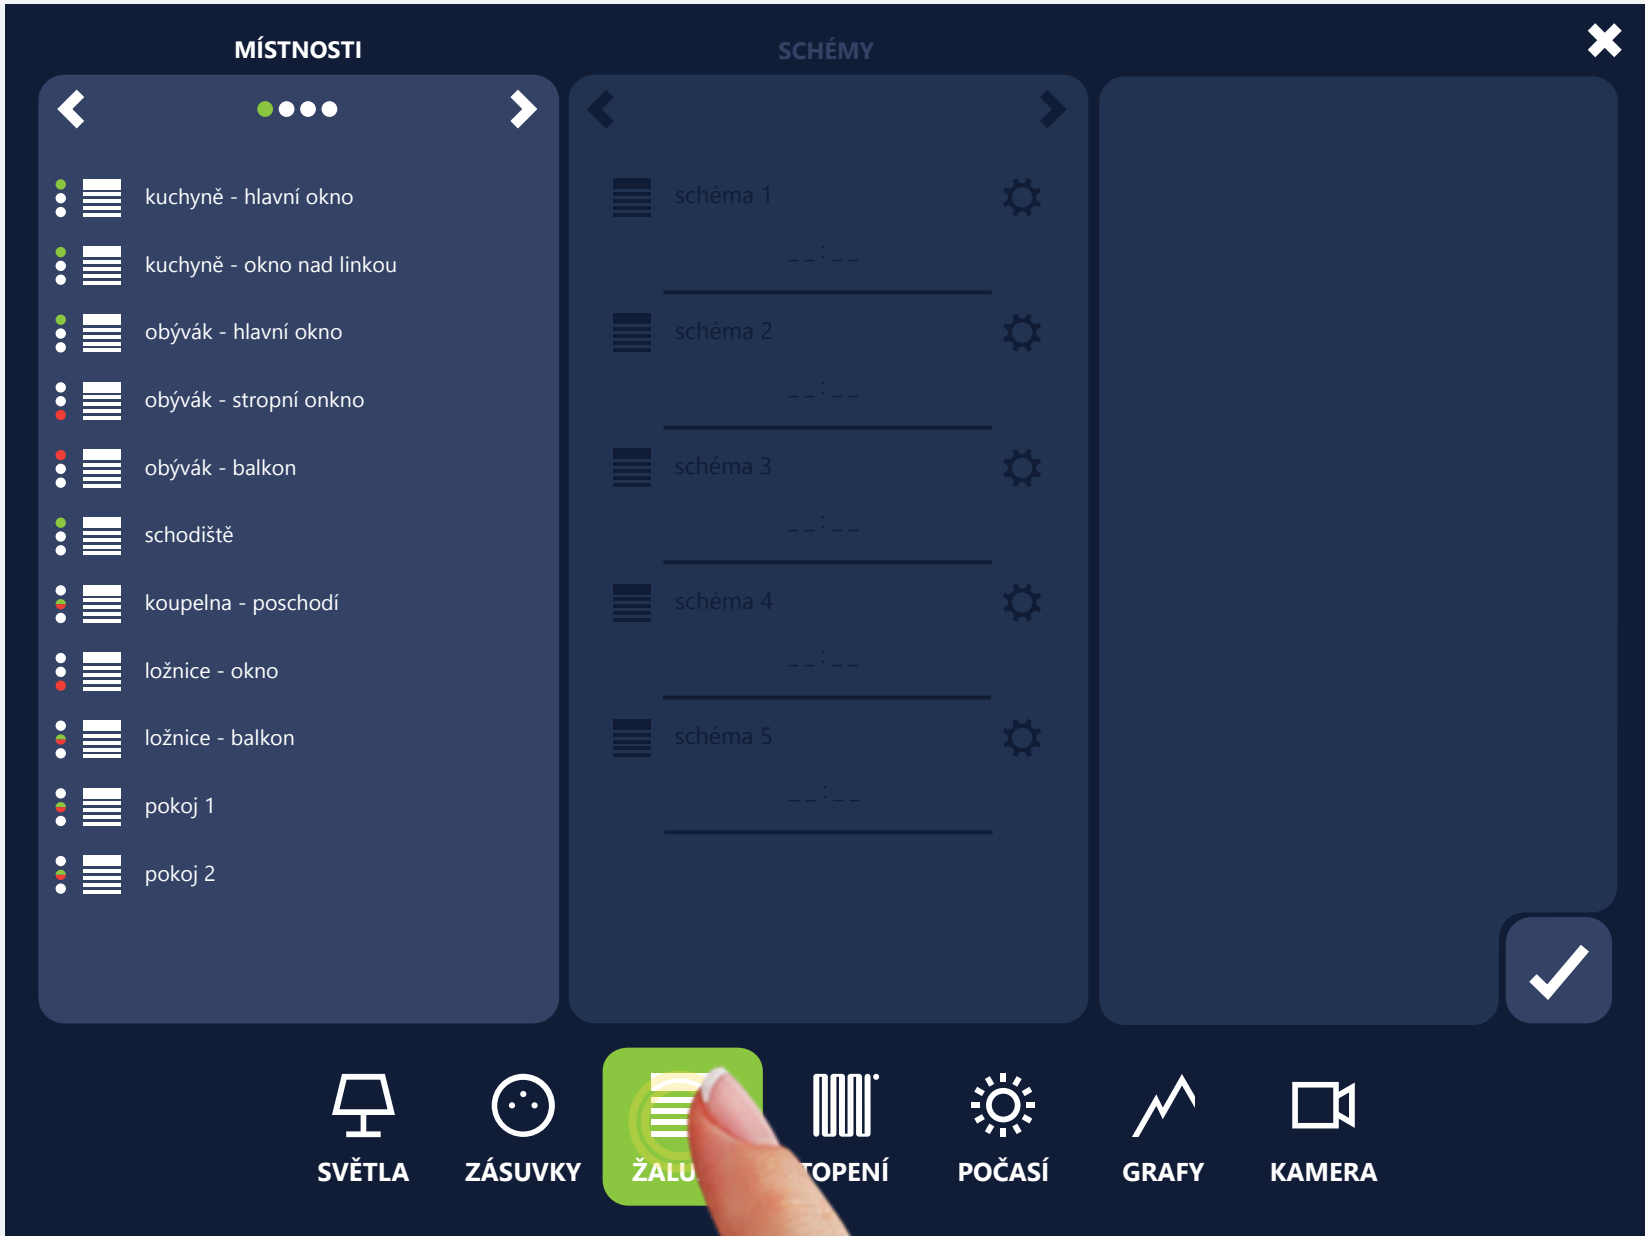 MÍSTNOSTI
SCHÉMY
kuchyně - hlavní okno
kuchyně - okno nad linkou
obývák - hlavní okno
obývák - stropní onkno
obývák - balkon
schodiště
koupelna - poschodí
ložnice - okno
ložnice - balkon
pokoj 1
pokoj 2
schéma 1
_ _ : _ _
schéma 2
_ _ : _ _
schéma 3
_ _ : _ _
schéma 4
_ _ : _ _
schéma 5
_ _ : _ _
SVĚTLA
ZÁSUVKY
ŽALU
TOPENÍ
POČASÍ
GRAFY
KAMERA